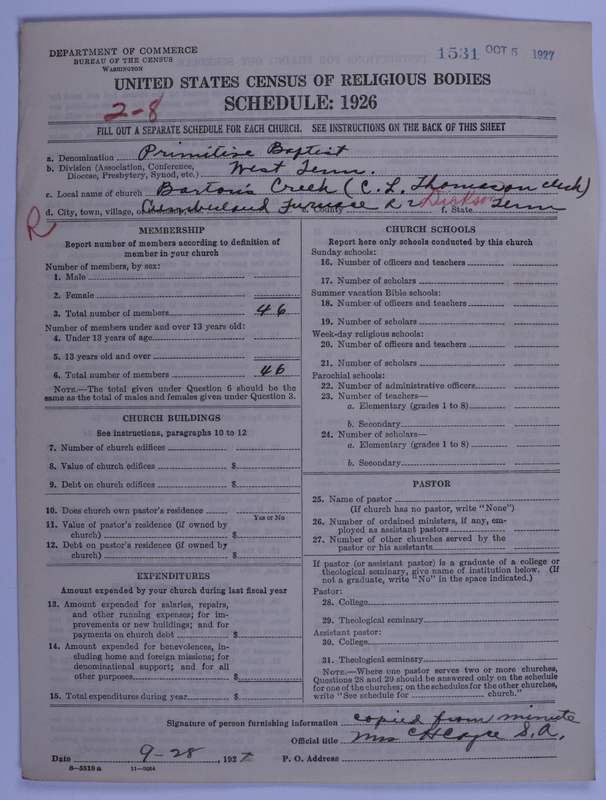 DEPARTMENT OF COMMERCE
BUREAU OF THE CENSUS
WASHINGTON
1531 OCT 5 1927
UNITED STATES CENSUS OF RELIGIOUS BODIES
SCHEDULE: 1926
2-8
FILL OUT A SEPARATE SCHEDULE FOR EACH CHURCH. SEE INSTRUCTIONS ON THE BACK OF THIS SHEET
a. Denomination Primitive Baptist
b. Division (Association, Conference, Diocese, Presbytery, Synod, etc.) West Tenn.
c. Local name of church Barton's Creek (C. L. Thomason clerk)
d. City, town, village, or Cumberland Furnace R 2 e. County Dickson f. State Tenn
R
MEMBERSHIP
Report number of members according to definition of
member in your church
Number of members, by sex:
1. Male
2. Female
3. Total number of members 46
Number of members under and over 13 years old:
4. Under 13 years of age
5. 13 years old and over
6. Total number of members 46
NOTE.—The total given under Question 6 should be the
same as the total of males and females given under Question 3.
CHURCH BUILDINGS
See instructions, paragraphs 10 to 12
7. Number of church edifices
8. Value of church edifices $
9. Debt on church edifices $
10. Does church own pastor's residence
Yes or No
11. Value of pastor's residence (if owned by
church) $
12. Debt on pastor's residence (if owned by
church) $
EXPENDITURES
Amount expended by your church during last fiscal year
13. Amount expended for salaries, repairs,
and other running expenses; for im-
provements or new buildings; and for
payments on church debt $
14. Amount expended for benevolences, in-
cluding home and foreign missions; for
denominational support; and for all
other purposes $
15. Total expenditures during year $
CHURCH SCHOOLS
Report here only schools conducted by this church
Sunday schools:
16. Number of officers and teachers
17. Number of scholars
Summer vacation Bible schools:
18. Number of officers and teachers
19. Number of scholars
Week-day religious schools:
20. Number of officers and teachers
21. Number of scholars
Parochial schools:
22. Number of administrative officers
23. Number of teachers—
a. Elementary (grades 1 to 8)
b. Secondary
24. Number of scholars—
a. Elementary (grades 1 to 8)
b. Secondary
PASTOR
25. Name of pastor
(If church has no pastor, write "None")
26. Number of ordained ministers, if any, em-
ployed as assistant pastors
27. Number of other churches served by the
pastor or his assistants
If pastor (or assistant pastor) is a graduate of a college or
theological seminary, give name of institution below. (If
not a graduate, write "No" in the space indicated.)
Pastor:
28. College
29. Theological seminary
Assistant pastor:
30. College
31. Theological seminary
NOTE.—Where one pastor serves two or more churches,
Questions 28 and 29 should be answered only on the schedule
for one of the churches; on the schedules for the other churches,
write "See schedule for church."
Signature of person furnishing information copied from minute
Official title Mrs C H Cayce S. A.
Date 9-28, 1927 P. O. Address
8—5518a 11—9054